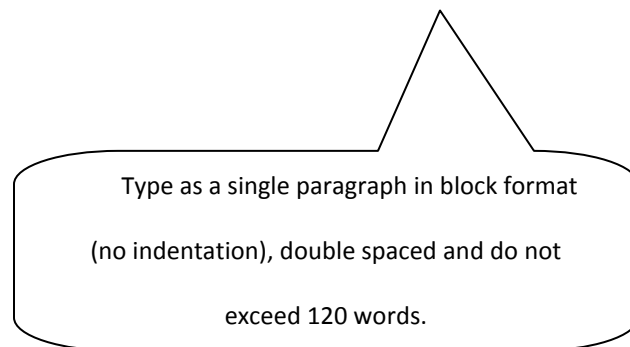 Type as a single paragraph in block format
(no indentation), double spaced and do not
exceed 120 words.